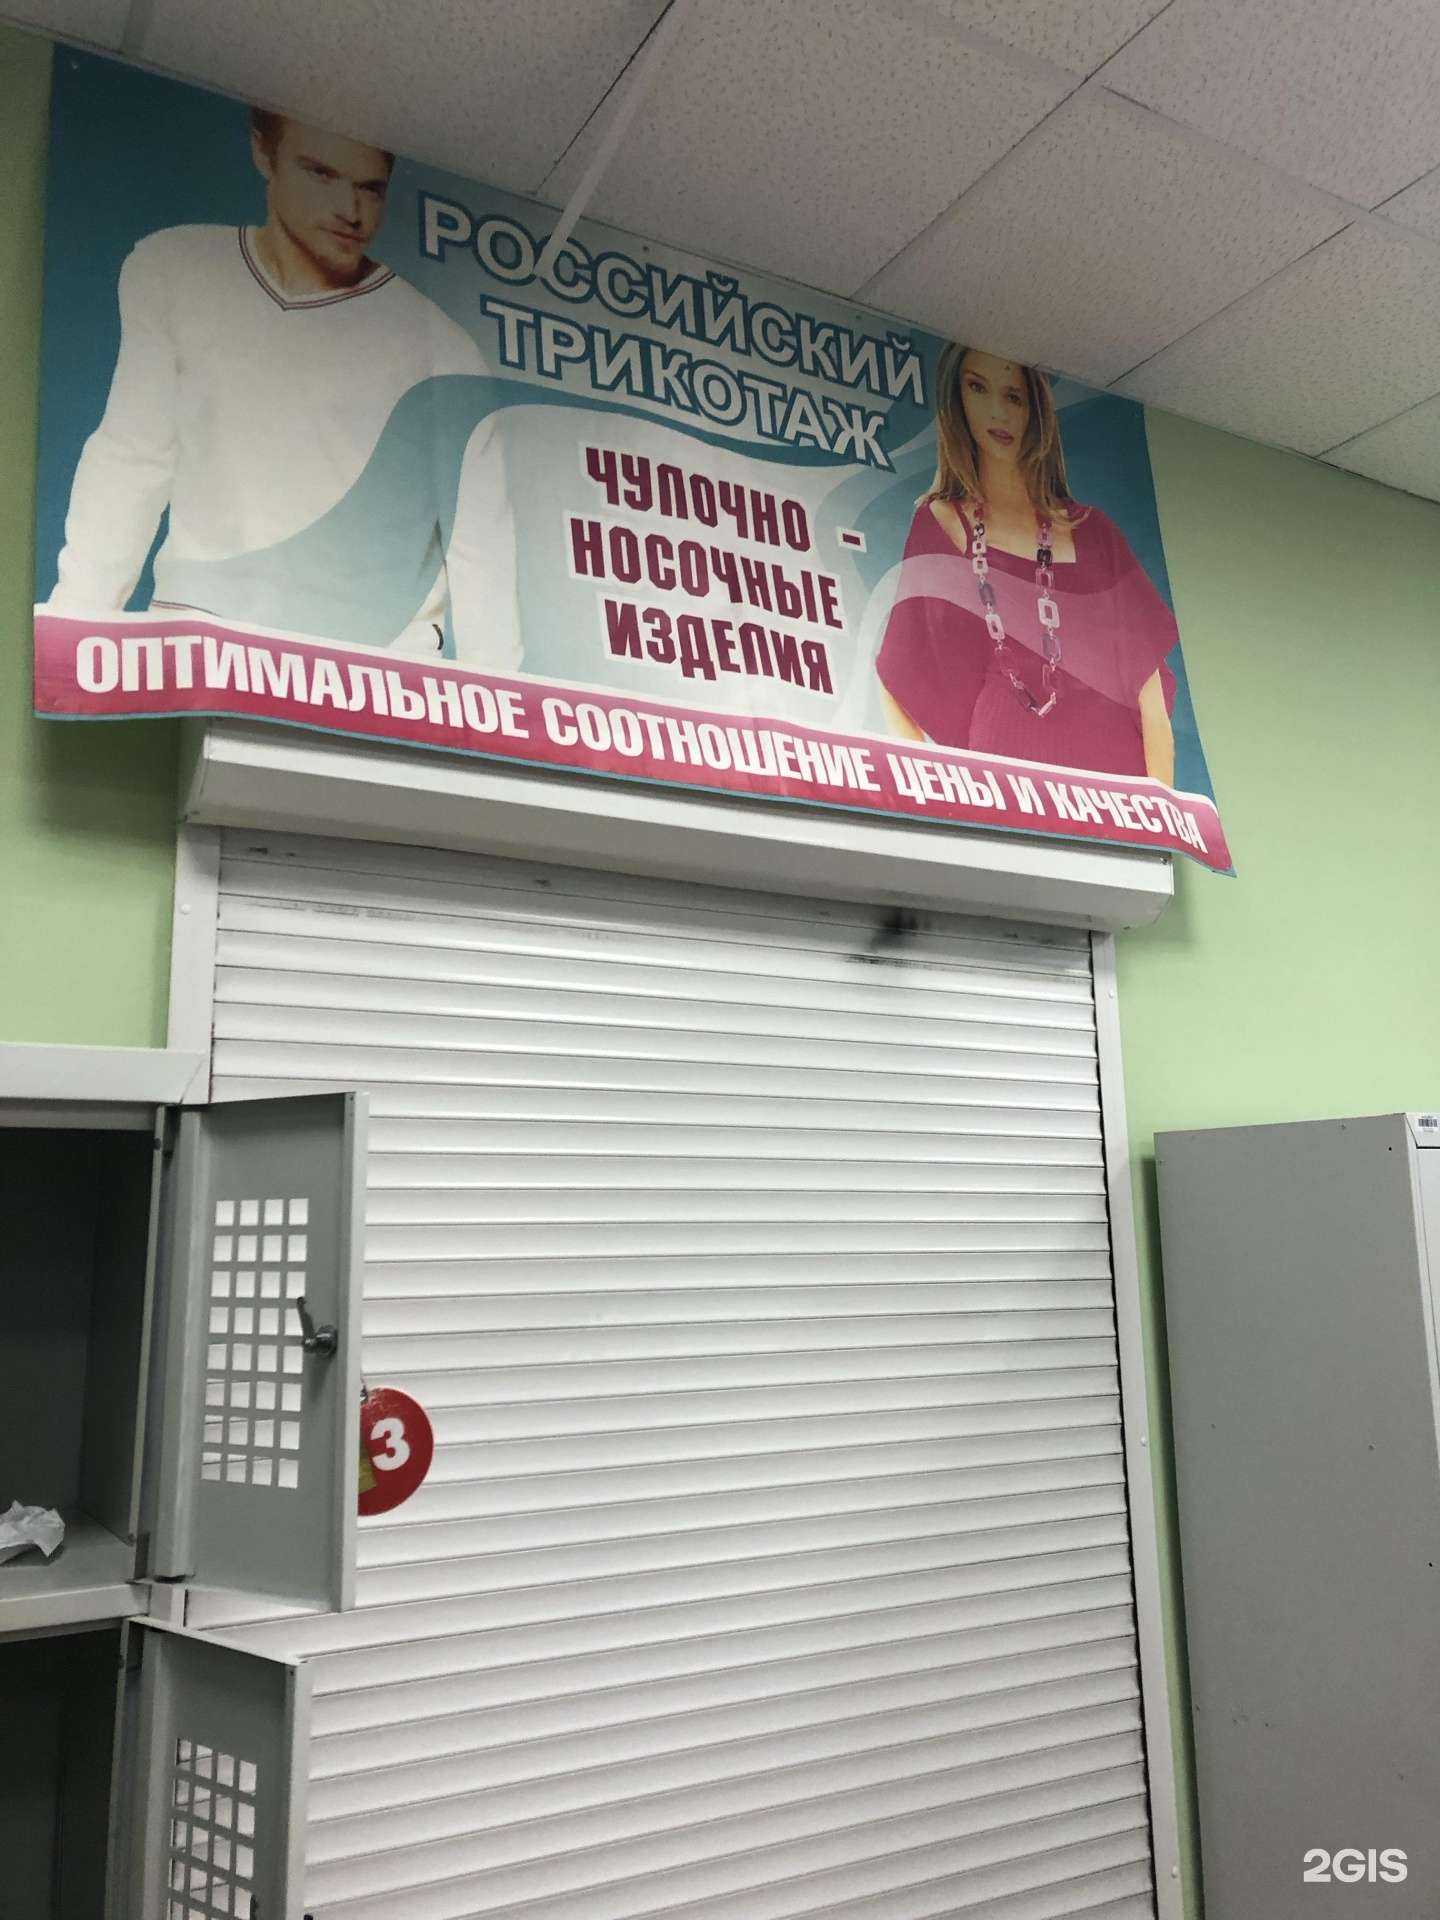 РОССИЙСКИЙ
ТРИКОТАЖ
ЧУЛОЧНО -
НОСОЧНЫЕ
ИЗДЕЛИЯ
ОПТИМАЛЬНОЕ СООТНОШЕНИЕ ЦЕНЫ И КАЧЕСТВА
3
2GIS